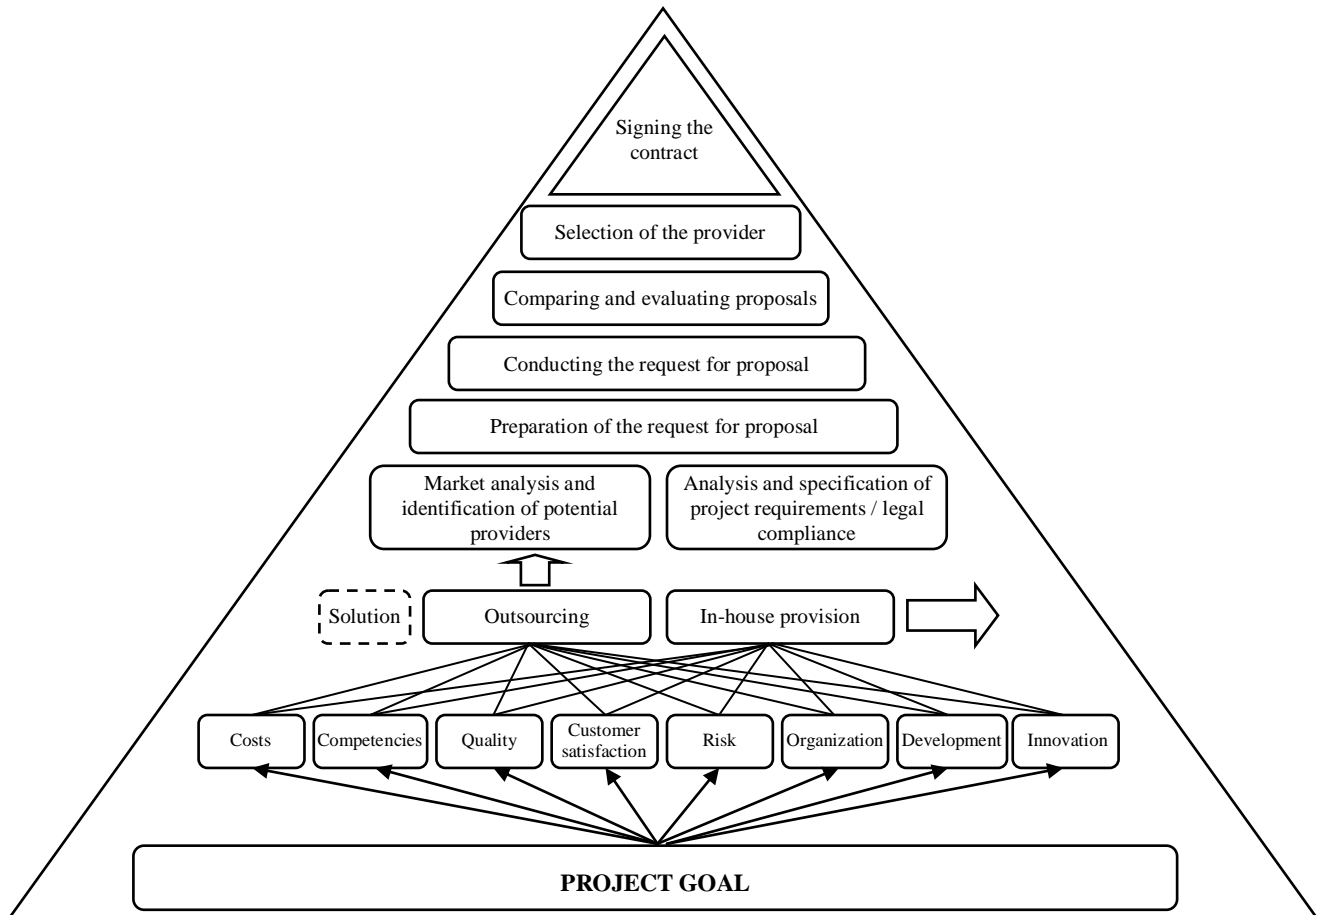 Signing the
contract
Selection of the provider
Comparing and evaluating proposals
Conducting the request for proposal
Preparation of the request for proposal
Market analysis and
identification of potential
providers
Analysis and specification of
project requirements / legal
compliance
Solution
Outsourcing
In-house provision
Costs
Competencies
Quality
Customer
satisfaction
Risk
Organization
Development
Innovation
PROJECT GOAL